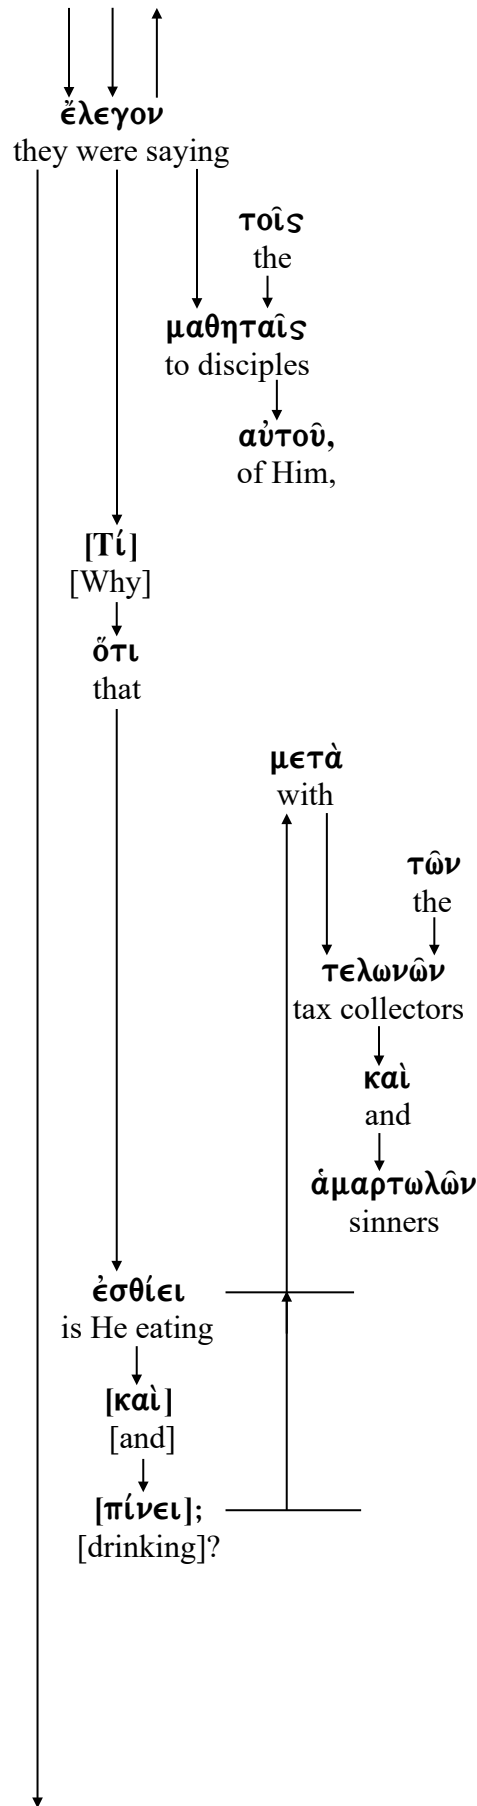 ἔλεγον
they were saying
τοῖς
the
μαθηταῖς
to disciples
αὐτοῦ,
of Him,
[Τί]
[Why]
ὅτι
that
μετὰ
with
τῶν
the
τελωνῶν
tax collectors
καὶ
and
ἁμαρτωλῶν
sinners
ἐσθίει
is He eating
[καὶ]
[and]
[πίνει];
[drinking]?